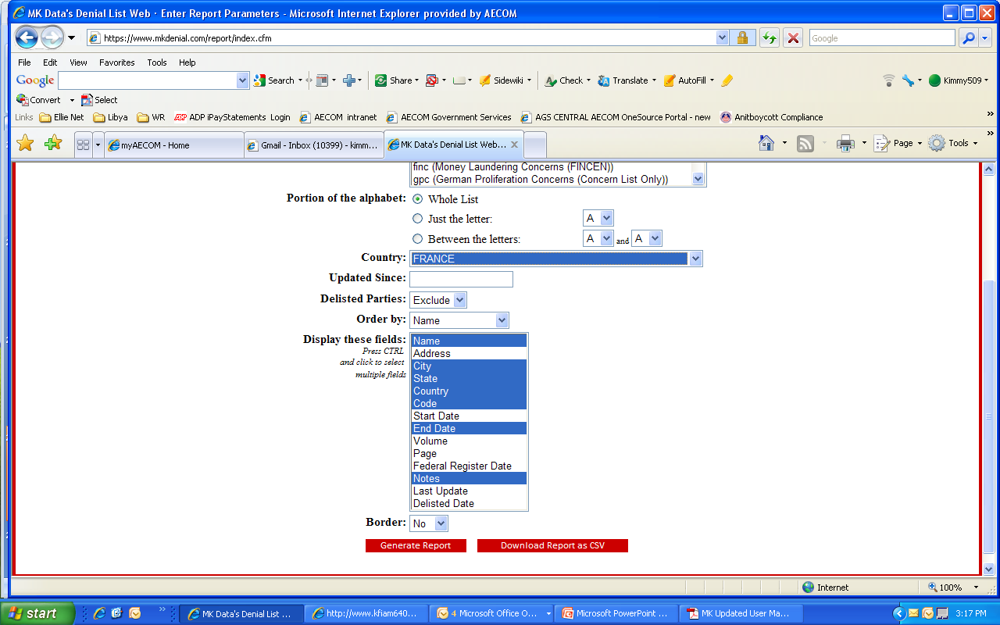 MK Data's Denial List Web · Enter Report Parameters - Microsoft Internet Explorer provided by AECOM
https://www.mkdenial.com/report/index.cfm
Google
File Edit View Favorites Tools Help
Google Search Share Sidewiki Check Translate AutoFill Kimmy509
Convert Select
Links Ellie Net Libya WR ADP ADP iPayStatements Login AECOM intranet AECOM Government Services AGS CENTRAL AECOM OneSource Portal - new Anitboycott Compliance
myAECOM - Home Gmail - Inbox (10399) - kimm... MK Data's Denial List Web... Page Tools
finc (Money Laundering Concerns (FINCEN))
gpc (German Proliferation Concerns (Concern List Only))
Portion of the alphabet: Whole List
Just the letter: A
Between the letters: A and A
Country: FRANCE
Updated Since:
Delisted Parties: Exclude
Order by: Name
Display these fields: Name
Press CTRL Address
and click to select City
multiple fields State
Country
Code
Start Date
End Date
Volume
Page
Federal Register Date
Notes
Last Update
Delisted Date
Border: No
Generate Report Download Report as CSV
Internet 100%
start MK Data's Denial List ... http://www.kfiam640... 4 Microsoft Office O... Microsoft PowerPoint ... MK Updated User Ma... 3:17 PM